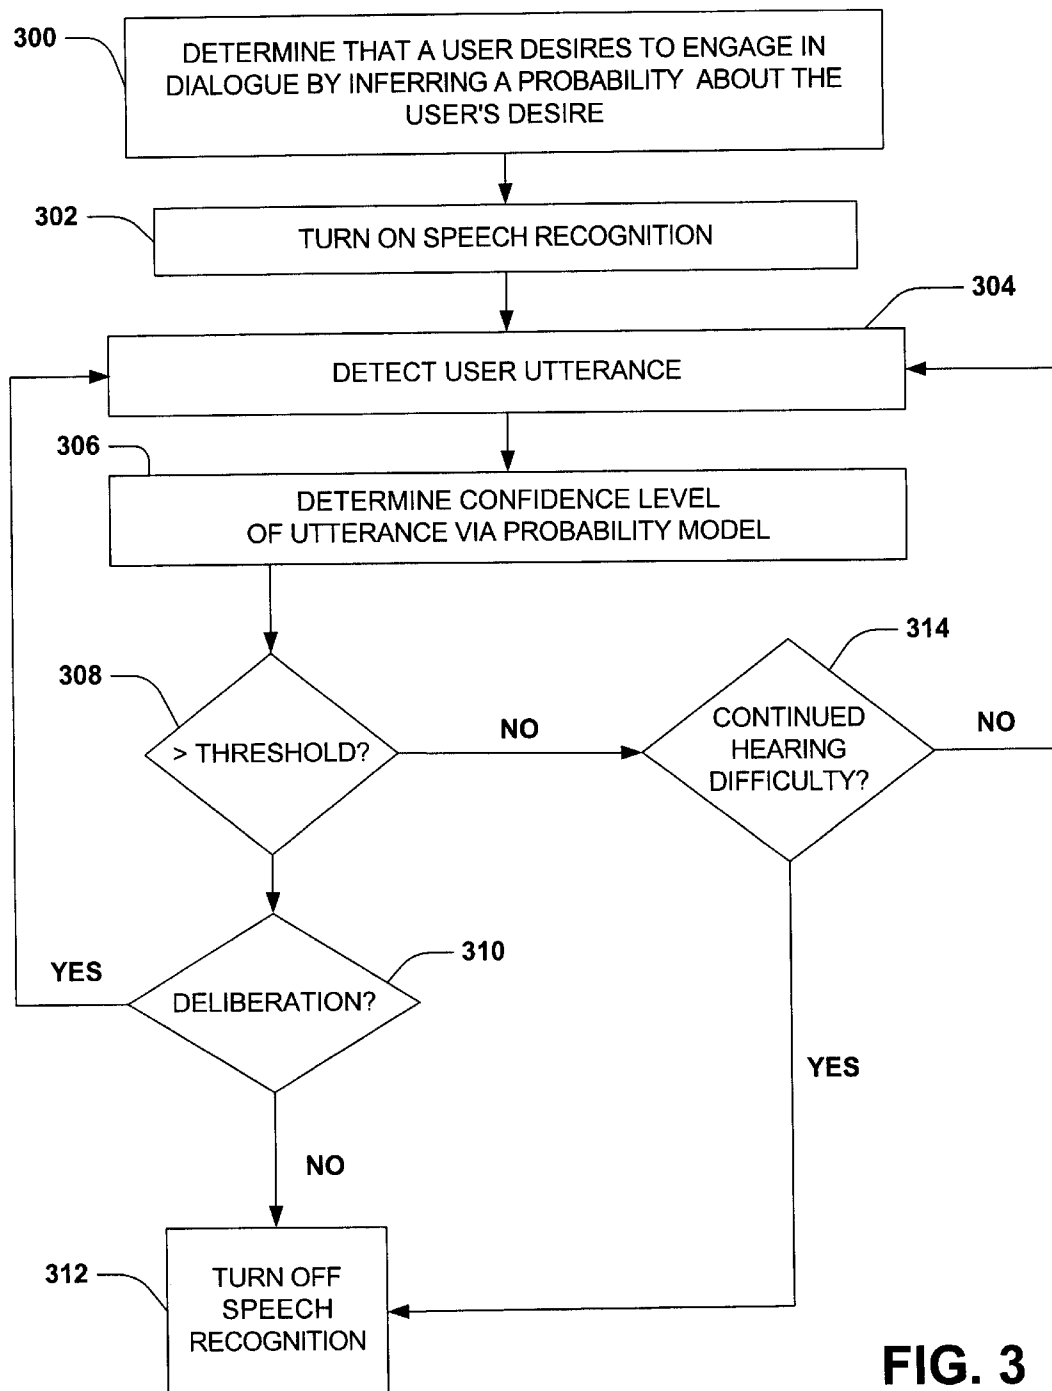 300
DETERMINE THAT A USER DESIRES TO ENGAGE IN
DIALOGUE BY INFERRING A PROBABILITY ABOUT THE
USER'S DESIRE
302
TURN ON SPEECH RECOGNITION
304
DETECT USER UTTERANCE
306
DETERMINE CONFIDENCE LEVEL
OF UTTERANCE VIA PROBABILITY MODEL
308
> THRESHOLD?
NO
314
CONTINUED
HEARING
DIFFICULTY?
NO
310
YES
DELIBERATION?
YES
NO
312
TURN OFF
SPEECH
RECOGNITION
FIG. 3